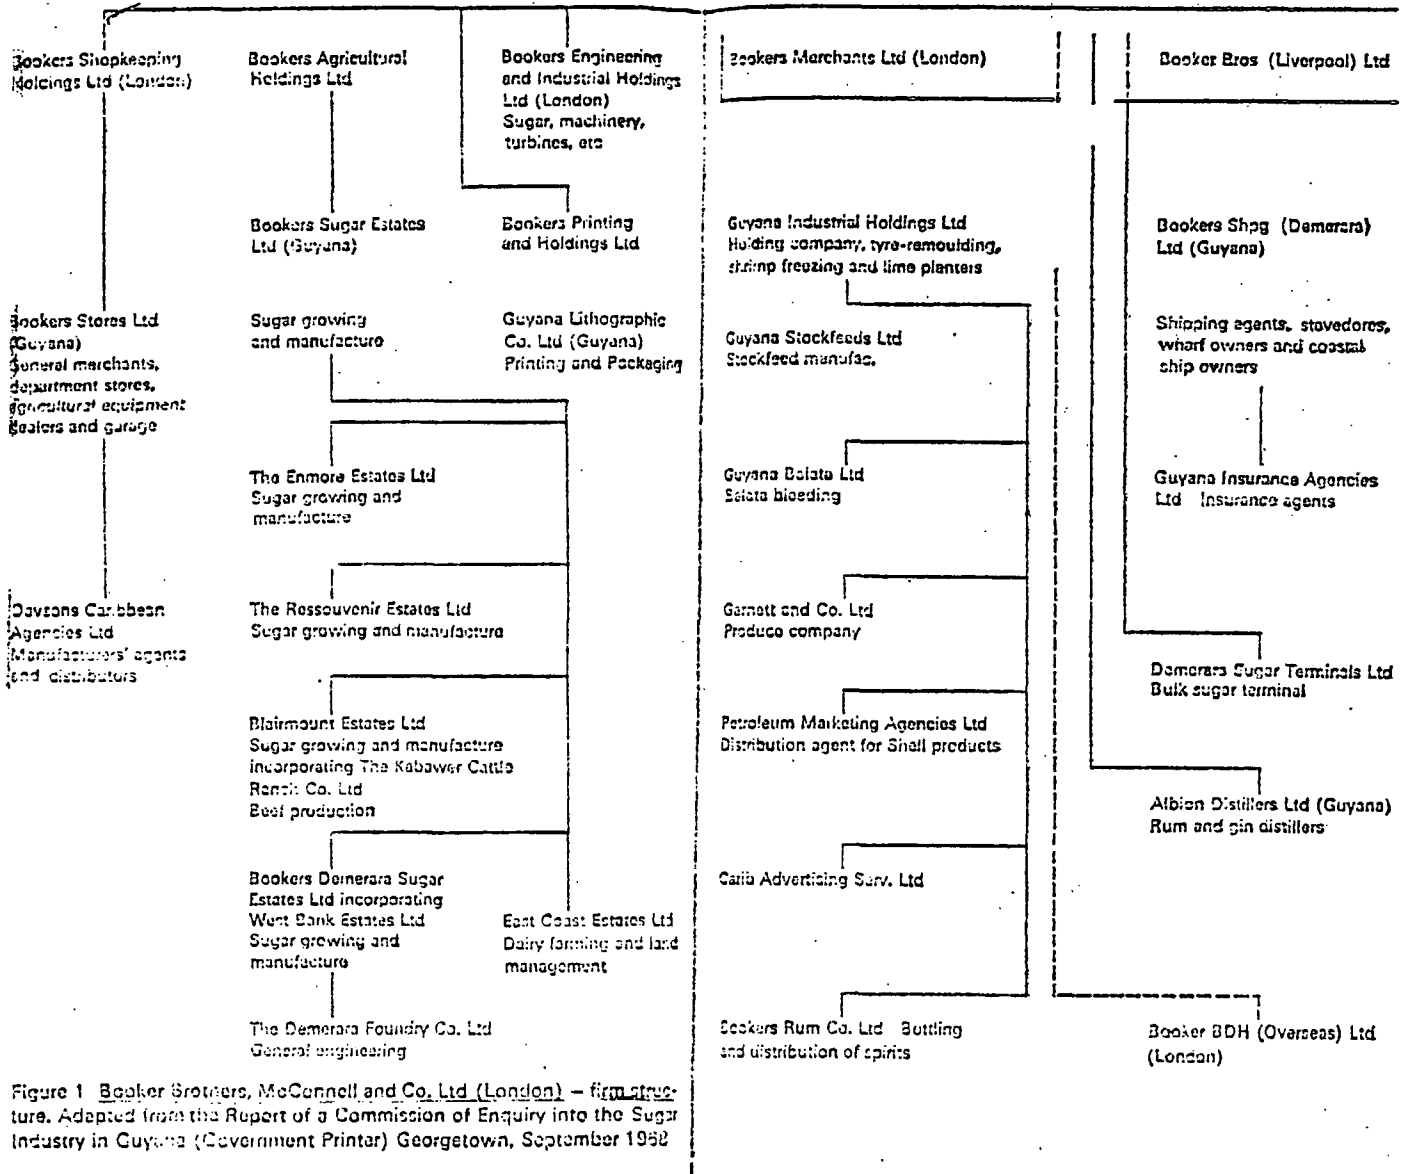 Bookers Shopkeeping
Holdings Ltd (London)
Bookers Agricultural
Holdings Ltd
Bookers Engineering
and Industrial Holdings
Ltd (London)
Sugar, machinery,
turbines, etc
Bookers Merchants Ltd (London)
Booker Bros (Liverpool) Ltd
Bookers Sugar Estates
Ltd (Guyana)
Bookers Printing
and Holdings Ltd
Guyana Industrial Holdings Ltd
Holding company, tyre-remoulding,
shrimp freezing and lime planters
Bookers Shpg (Demerara)
Ltd (Guyana)
Bookers Stores Ltd
(Guyana)
General merchants,
department stores,
agricultural equipment
dealers and garage
Sugar growing
and manufacture
Guyana Lithographic
Co. Ltd (Guyana)
Printing and Packaging
Guyana Stockfeeds Ltd
Stockfeed manufac.
Shipping agents, stevedores,
wharf owners and coastal
ship owners
The Enmore Estates Ltd
Sugar growing and
manufacture
Guyana Balata Ltd
Balata bleeding
Guyana Insurance Agencies
Ltd Insurance agents
Davsons Caribbean
Agencies Ltd
Manufacturers' agents
and distributors
The Ressouvenir Estates Ltd
Sugar growing and manufacture
Garnett and Co. Ltd
Produce company
Demerara Sugar Terminals Ltd
Bulk sugar terminal
Blairmount Estates Ltd
Sugar growing and manufacture
incorporating The Kabawer Cattle
Ranch Co. Ltd
Beef production
Petroleum Marketing Agencies Ltd
Distribution agent for Shell products
Albion Distillers Ltd (Guyana)
Rum and gin distillers
Bookers Demerara Sugar
Estates Ltd incorporating
West Bank Estates Ltd
Sugar growing and
manufacture
East Coast Estates Ltd
Dairy farming and land
management
Carib Advertising Serv. Ltd
The Demerara Foundry Co. Ltd
General engineering
Bookers Rum Co. Ltd Bottling
and distribution of spirits
Booker BDH (Overseas) Ltd
(London)
Figure 1 Booker Brothers, McConnell and Co. Ltd (London) – firm struc-
ture. Adapted from the Report of a Commission of Enquiry into the Sugar
Industry in Guyana (Government Printer) Georgetown, September 1968